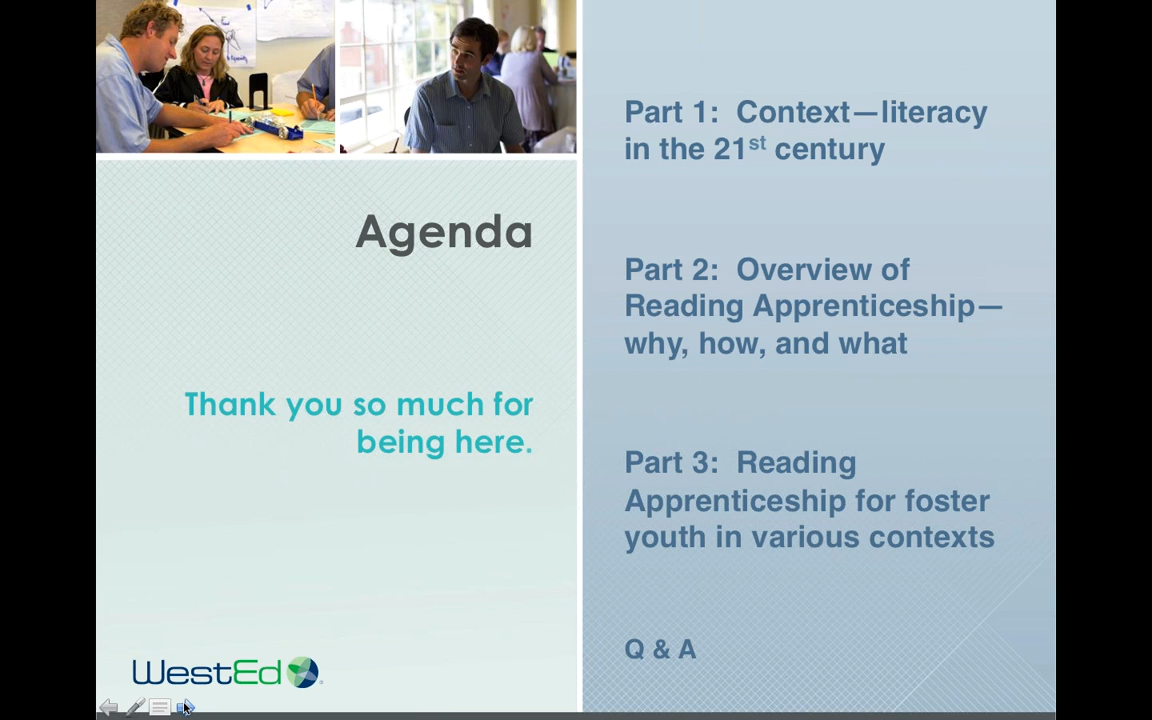 Agenda
Thank you so much for
being here.
WestEd
Part 1:  Context—literacy
in the 21st century
Part 2:  Overview of
Reading Apprenticeship—
why, how, and what
Part 3:  Reading
Apprenticeship for foster
youth in various contexts
Q & A